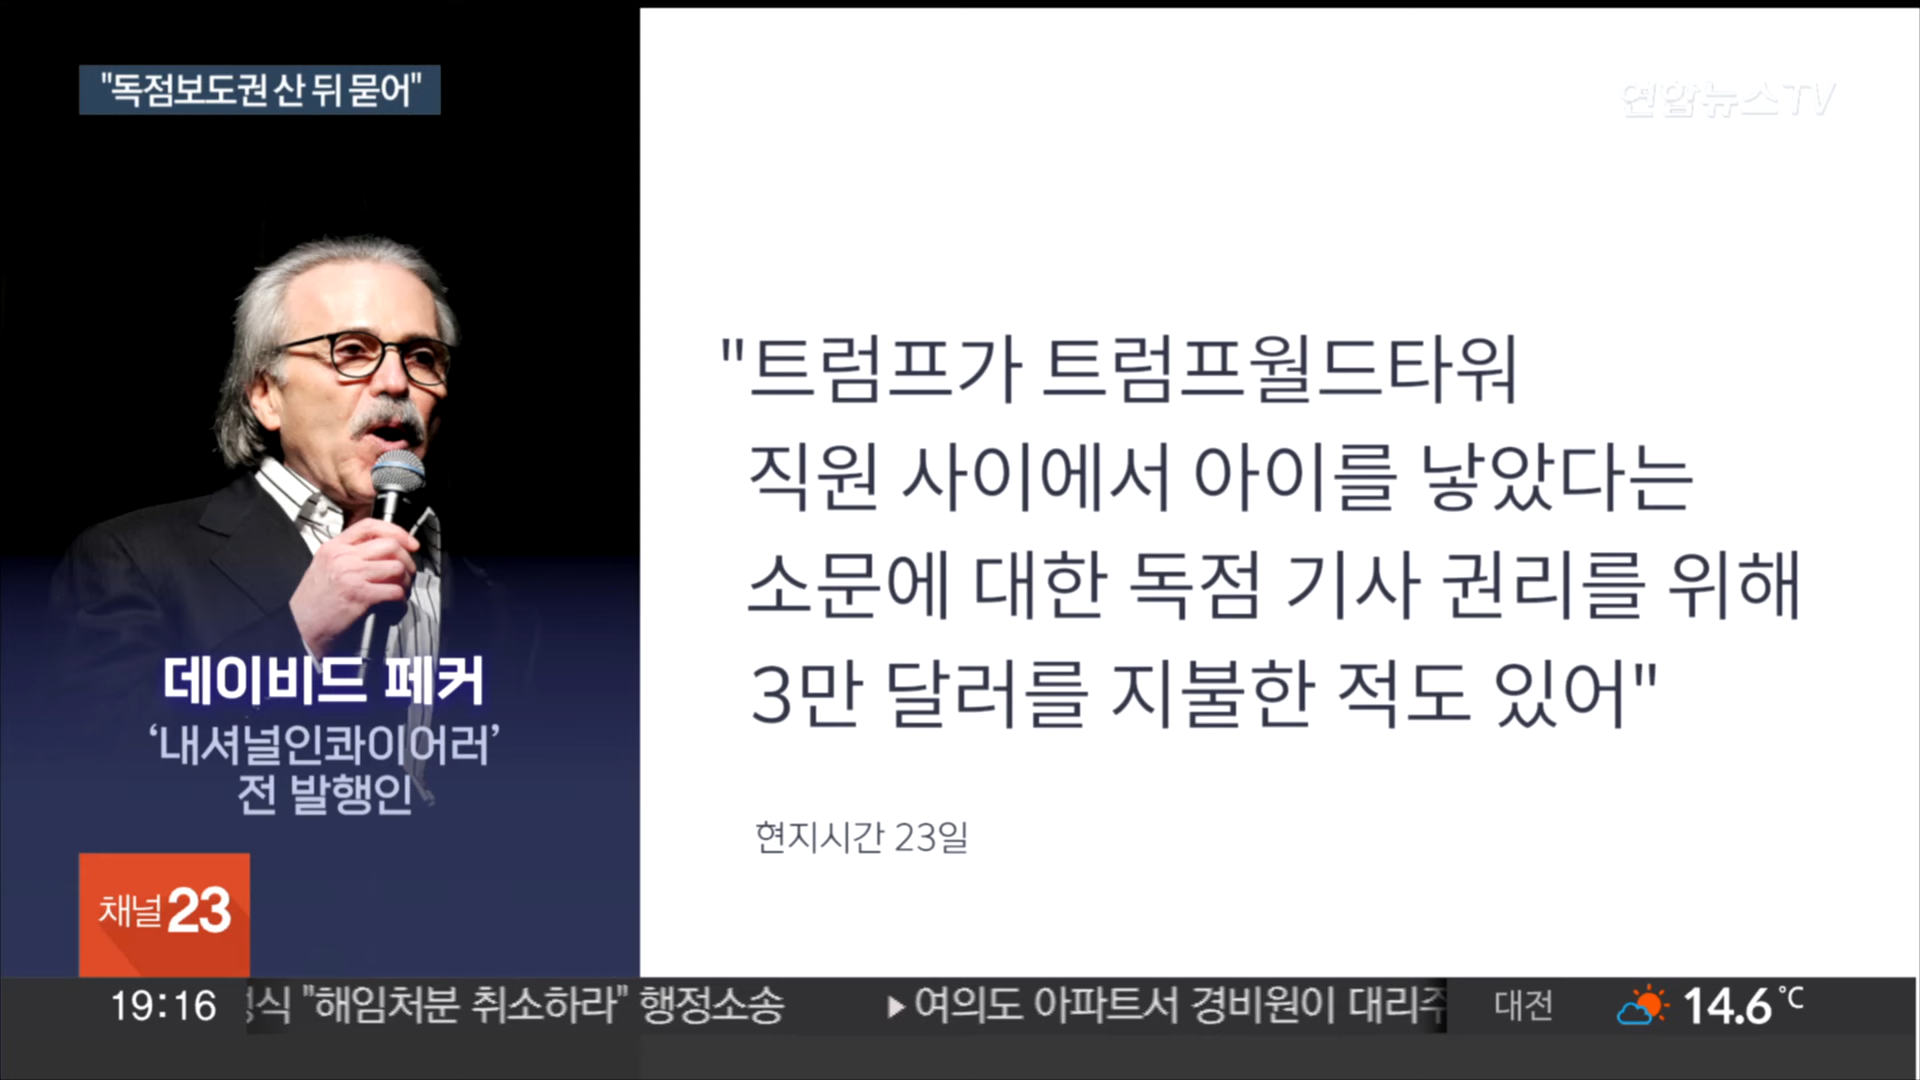 "독점보도권 산 뒤 묻어"
연합뉴스TV
"트럼프가 트럼프월드타워
직원 사이에서 아이를 낳았다는
소문에 대한 독점 기사 권리를 위해
3만 달러를 지불한 적도 있어"
현지시간 23일
데이비드 페커
‘내셔널인콰이어러’
전 발행인
채널23
19:16 식 "해임처분 취소하라" 행정소송 ▶여의도 아파트서 경비원이 대리주 대전 14.6℃